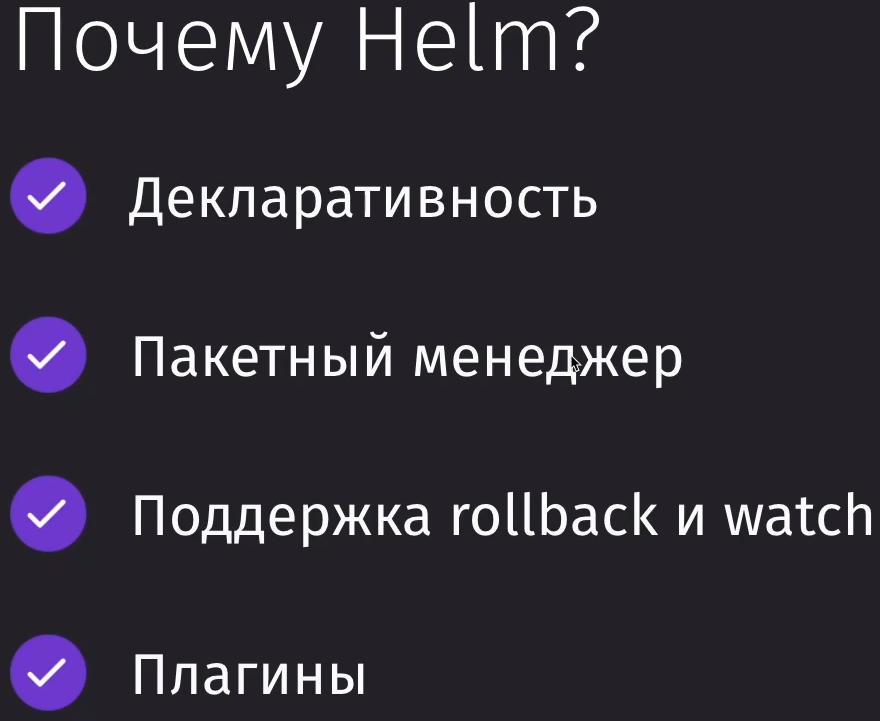 Почему Helm?
Декларативность
Пакетный менеджер
Поддержка rollback и watch
Плагины